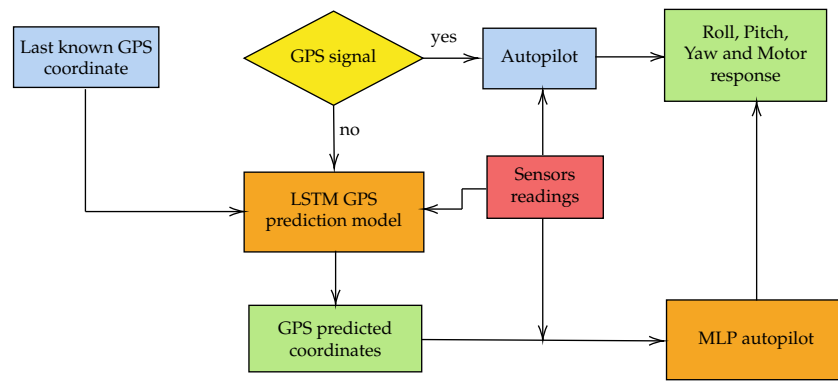 Last known GPS
coordinate
GPS signal
yes
Autopilot
Roll, Pitch,
Yaw and Motor
response
no
LSTM GPS
prediction model
Sensors
readings
GPS predicted
coordinates
MLP autopilot